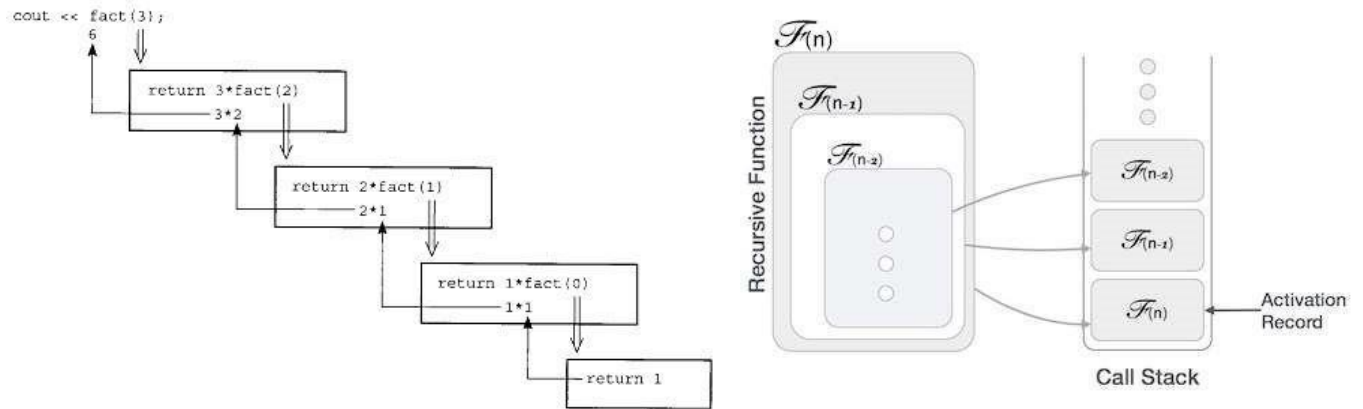 cout << fact(3);
6
return 3*fact(2)
3*2
return 2*fact(1)
2*1
return 1*fact(0)
1*1
return 1
Recursive Function
ℱ(n)
ℱ(n-1)
ℱ(n-2)
ℱ(n-2)
ℱ(n-1)
ℱ(n)
Activation
Record
Call Stack